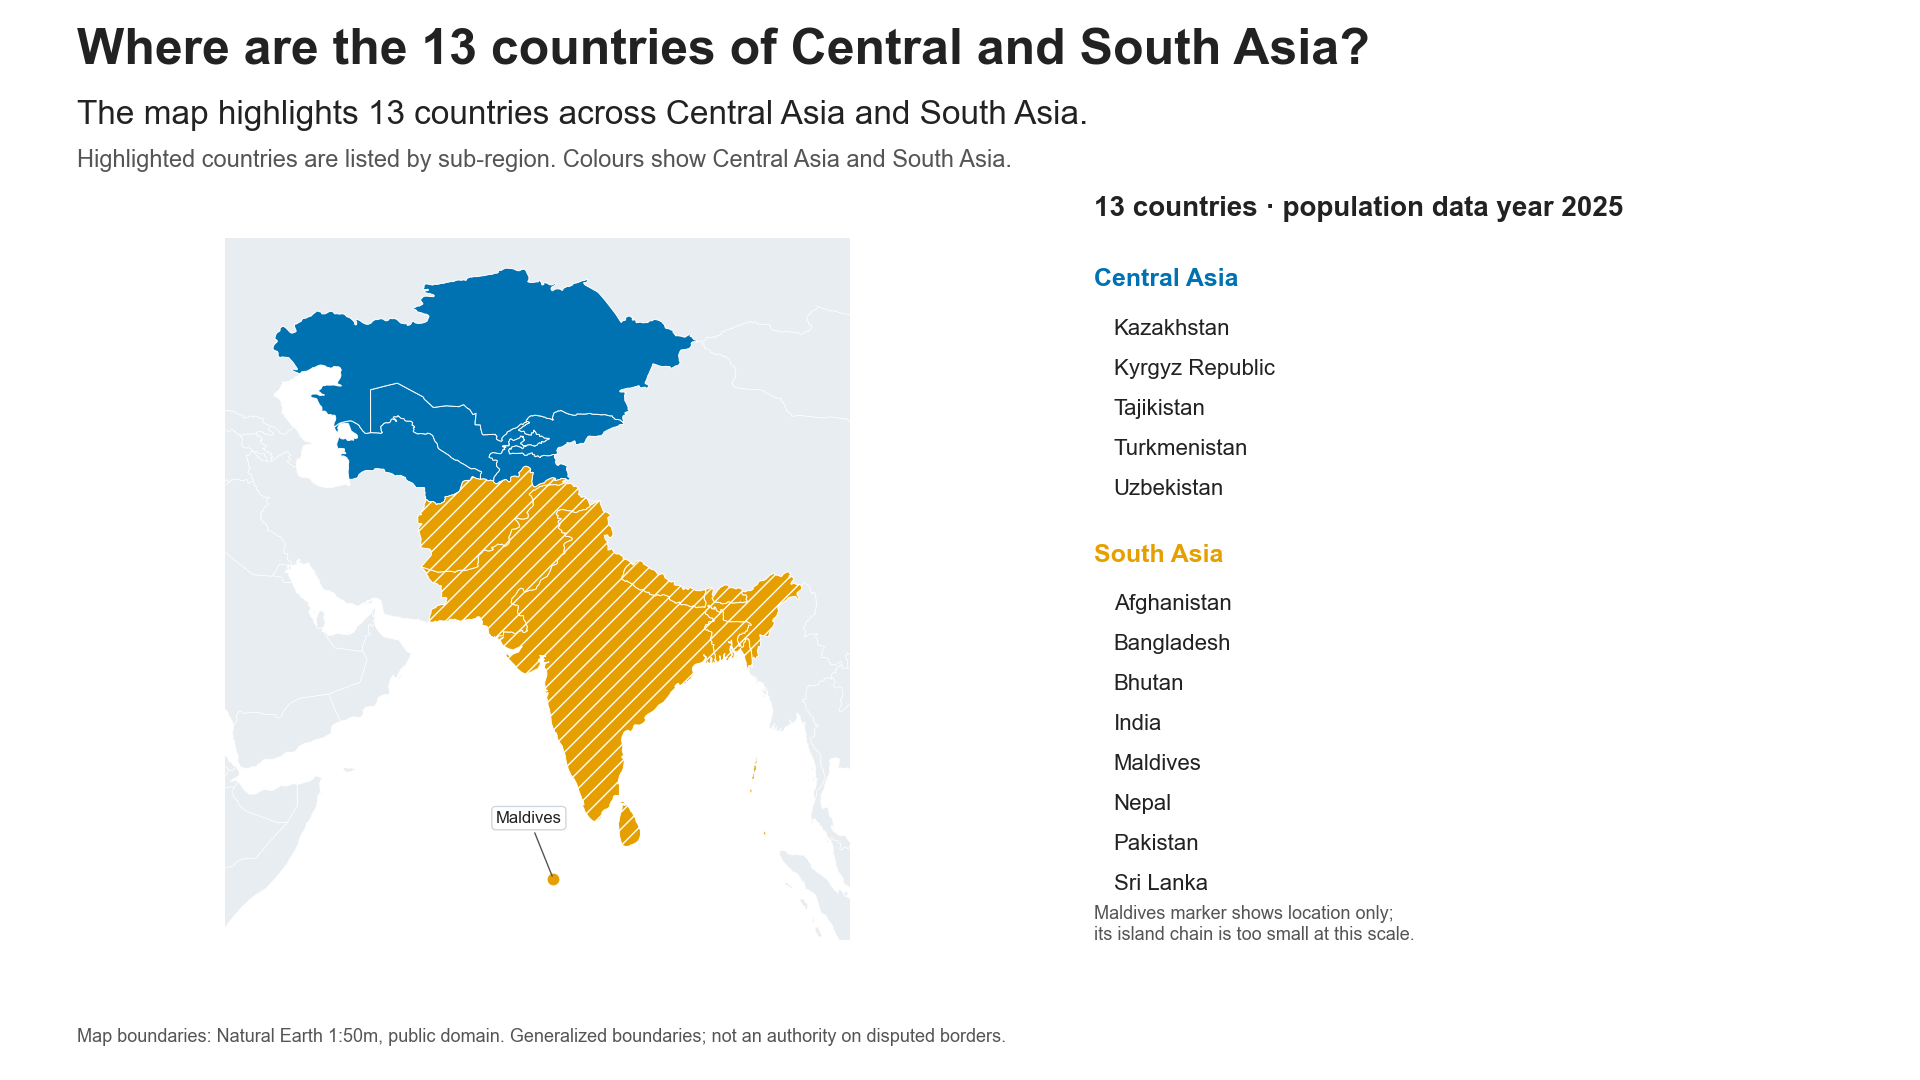 Where are the 13 countries of Central and South Asia?
The map highlights 13 countries across Central Asia and South Asia.
Highlighted countries are listed by sub-region. Colours show Central Asia and South Asia.
13 countries · population data year 2025
Central Asia
Kazakhstan
Kyrgyz Republic
Tajikistan
Turkmenistan
Uzbekistan
South Asia
Afghanistan
Bangladesh
Bhutan
India
Maldives
Nepal
Pakistan
Sri Lanka
Maldives marker shows location only;
its island chain is too small at this scale.
Maldives
Map boundaries: Natural Earth 1:50m, public domain. Generalized boundaries; not an authority on disputed borders.